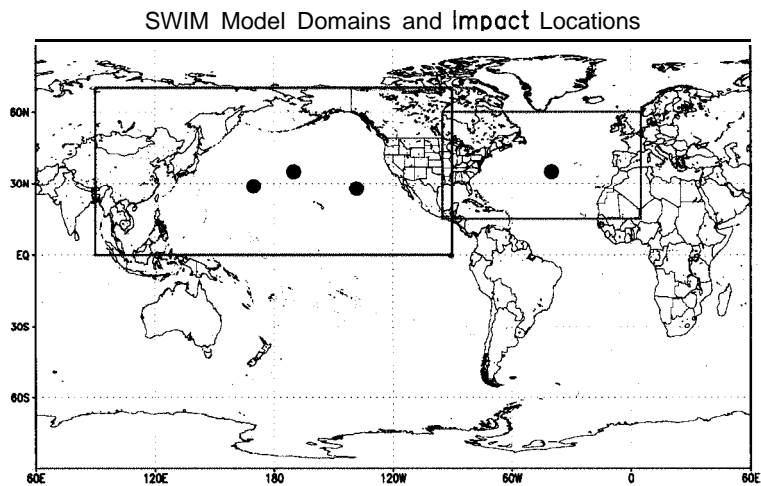 SWIM Model Domains and Impact Locations
60N
30N
EQ
30S
60S
60E 120E 180 120W 60W 0 60E